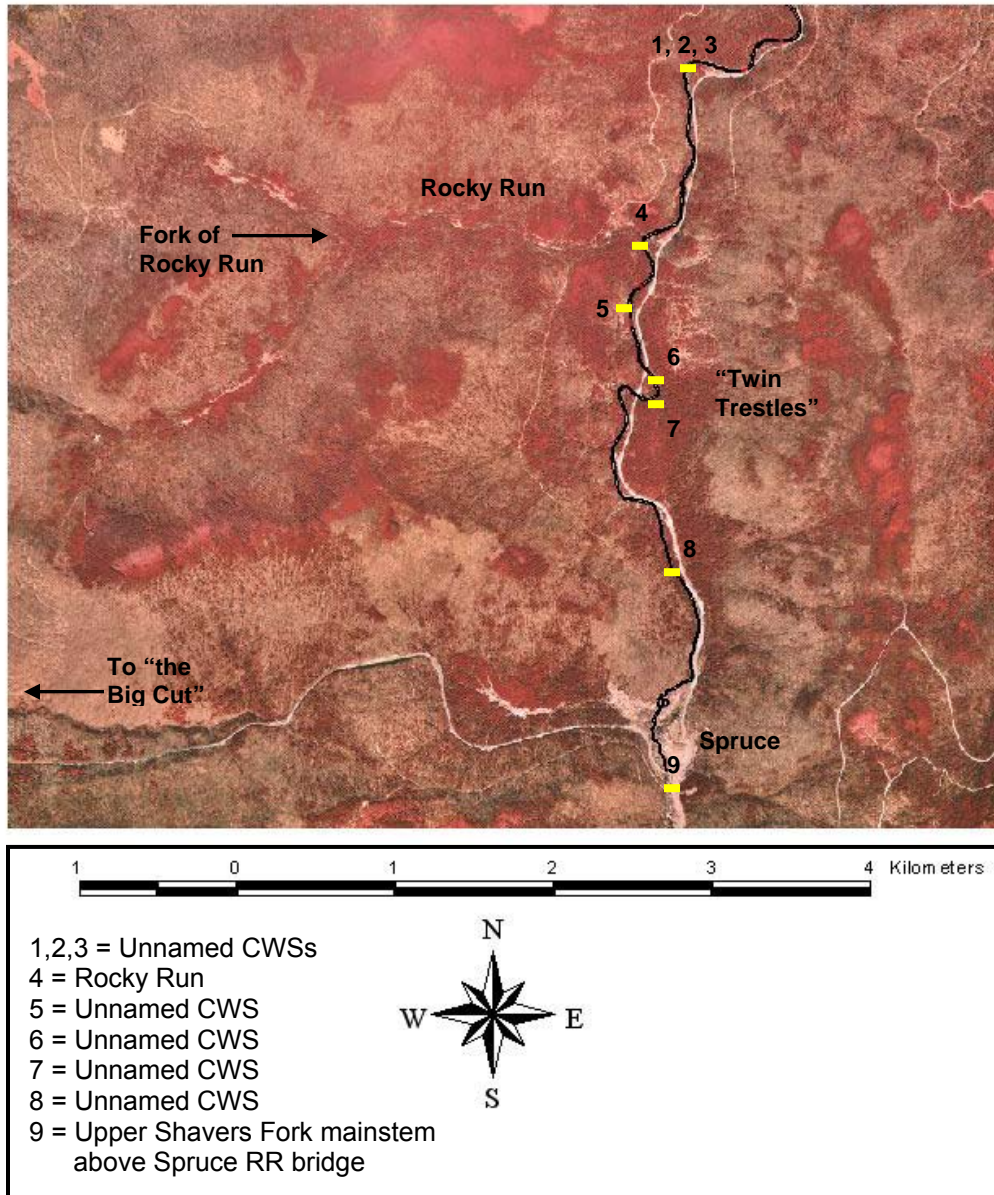 1, 2, 3
Rocky Run
4
Fork of
Rocky Run
5
6
"Twin
Trestles"
7
8
To "the
Big Cut"
Spruce
9
1 0 1 2 3 4 Kilometers
1,2,3 = Unnamed CWSs
4 = Rocky Run
5 = Unnamed CWS
6 = Unnamed CWS
7 = Unnamed CWS
8 = Unnamed CWS
9 = Upper Shavers Fork mainstem
above Spruce RR bridge
N
W E
S